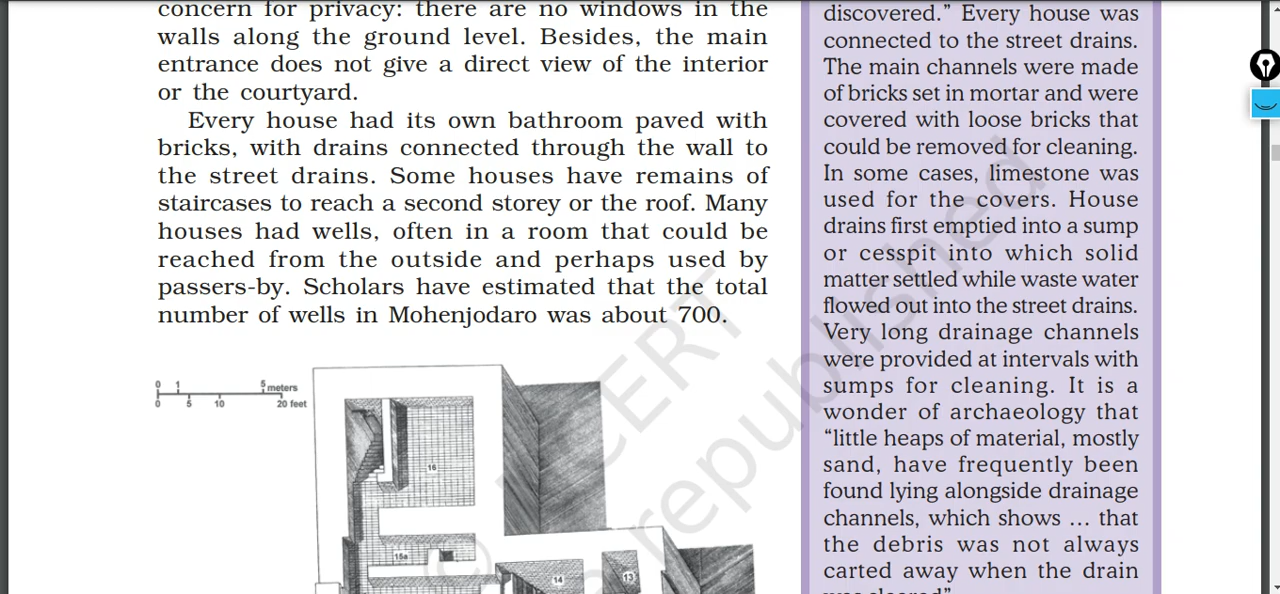 concern for privacy: there are no windows in the
walls along the ground level. Besides, the main
entrance does not give a direct view of the interior
or the courtyard.
Every house had its own bathroom paved with
bricks, with drains connected through the wall to
the street drains. Some houses have remains of
staircases to reach a second storey or the roof. Many
houses had wells, often in a room that could be
reached from the outside and perhaps used by
passers-by. Scholars have estimated that the total
number of wells in Mohenjodaro was about 700.
0 1 5 meters
0 5 10 20 feet
16
15a
14
13
© NCERT
republished
discovered.” Every house was
connected to the street drains.
The main channels were made
of bricks set in mortar and were
covered with loose bricks that
could be removed for cleaning.
In some cases, limestone was
used for the covers. House
drains first emptied into a sump
or cesspit into which solid
matter settled while waste water
flowed out into the street drains.
Very long drainage channels
were provided at intervals with
sumps for cleaning. It is a
wonder of archaeology that
“little heaps of material, mostly
sand, have frequently been
found lying alongside drainage
channels, which shows … that
the debris was not always
carted away when the drain
was cleared”